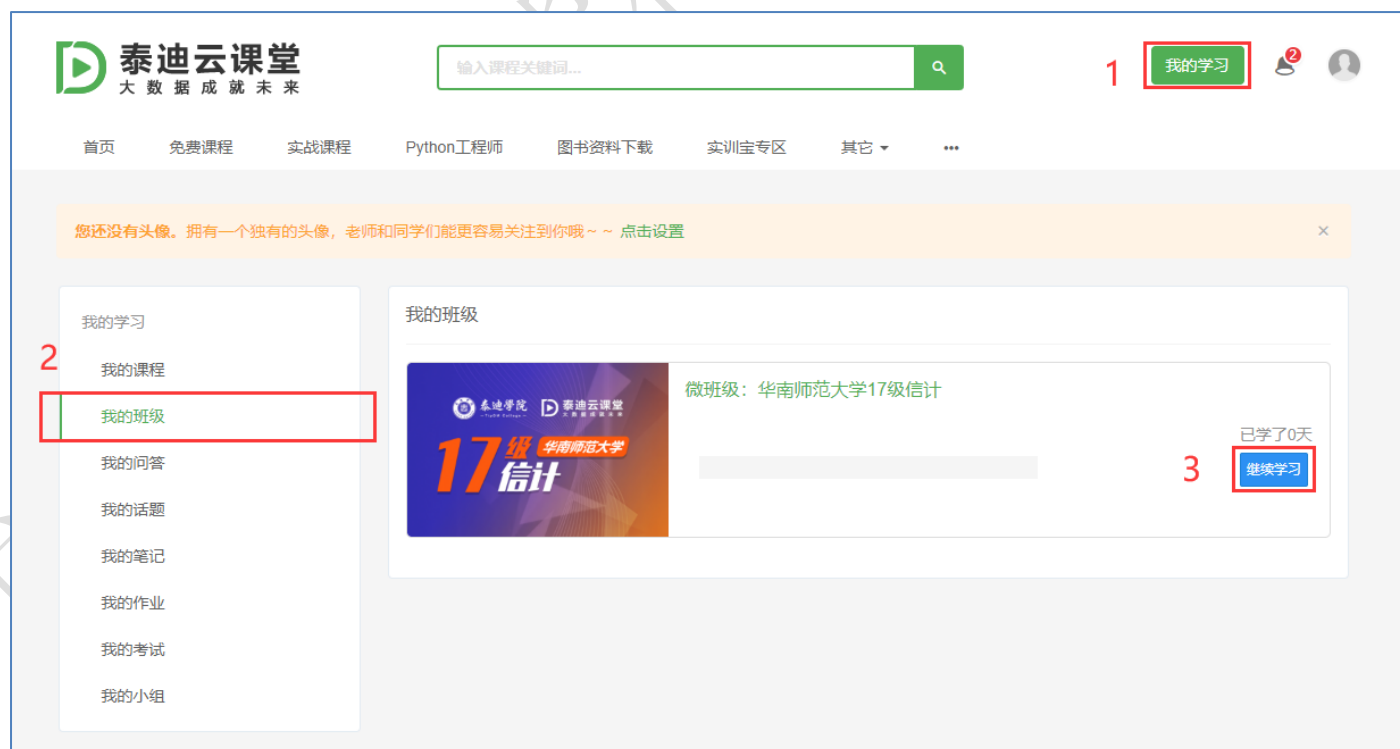 泰迪云课堂
大数据成就未来
输入课程关键词...
1
我的学习
2
首页 免费课程 实战课程 Python工程师 图书资料下载 实训宝专区 其它 •••
您还没有头像。拥有一个独有的头像，老师和同学们能更容易关注到你哦~ ~ 点击设置 ×
我的学习
2
我的课程
我的班级
我的问答
我的话题
我的笔记
我的作业
我的考试
我的小组
我的班级
泰迪学院 泰迪云课堂
大数据成就未来
17级 华南师范大学
信计
微班级：华南师范大学17级信计
已学了0天
3
继续学习